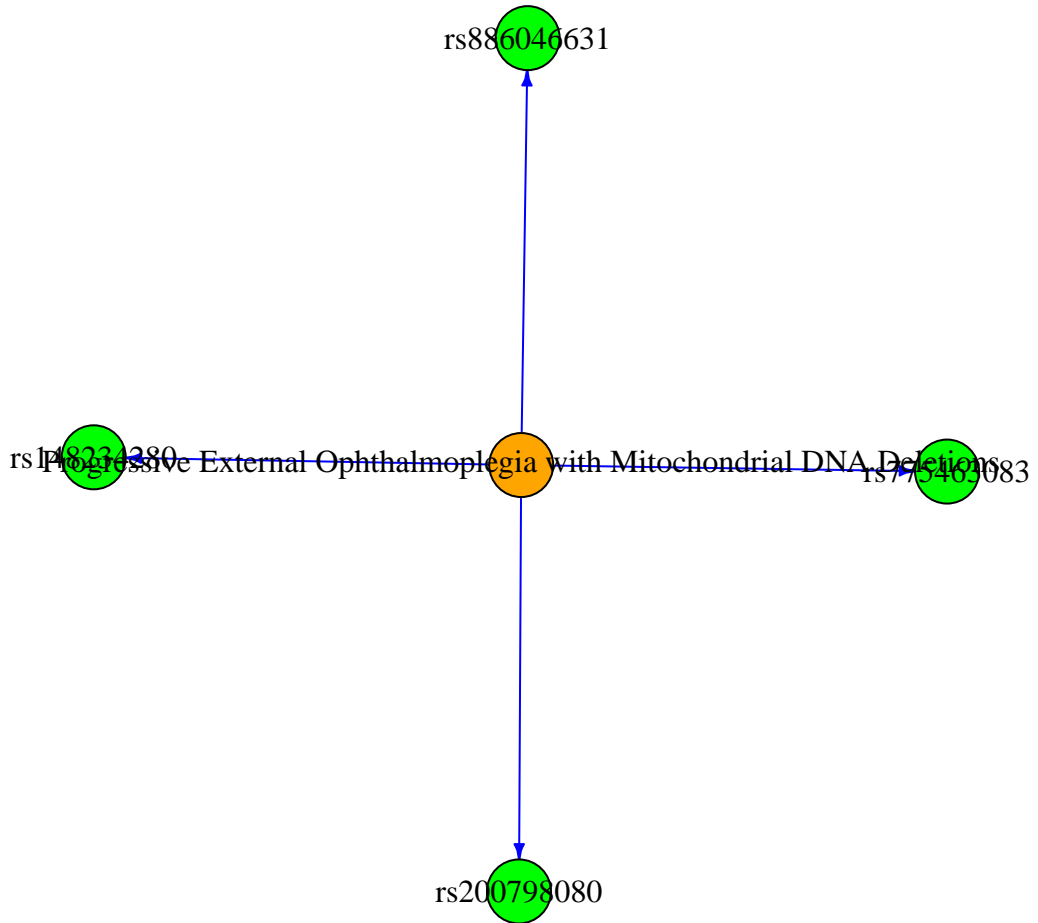 rs886046631
Progressive External Ophthalmoplegia with Mitochondrial DNA Deletions
rs200798080